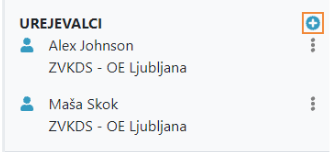 UREJEVALCI
Alex Johnson
ZVKDS - OE Ljubljana
Maša Skok
ZVKDS - OE Ljubljana